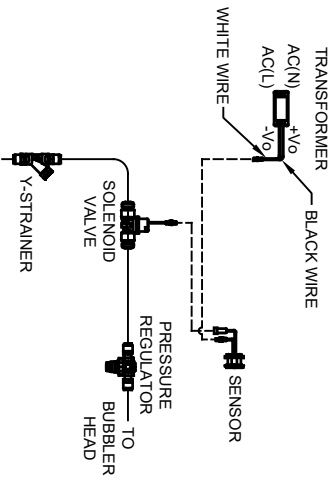 TRANSFORMER
AC(N)
AC(L)
+Vo
-Vo
WHITE WIRE
BLACK WIRE
SENSOR
SOLENOID
VALVE
Y-STRAINER
PRESSURE
REGULATOR
TO
BUBBLER
HEAD